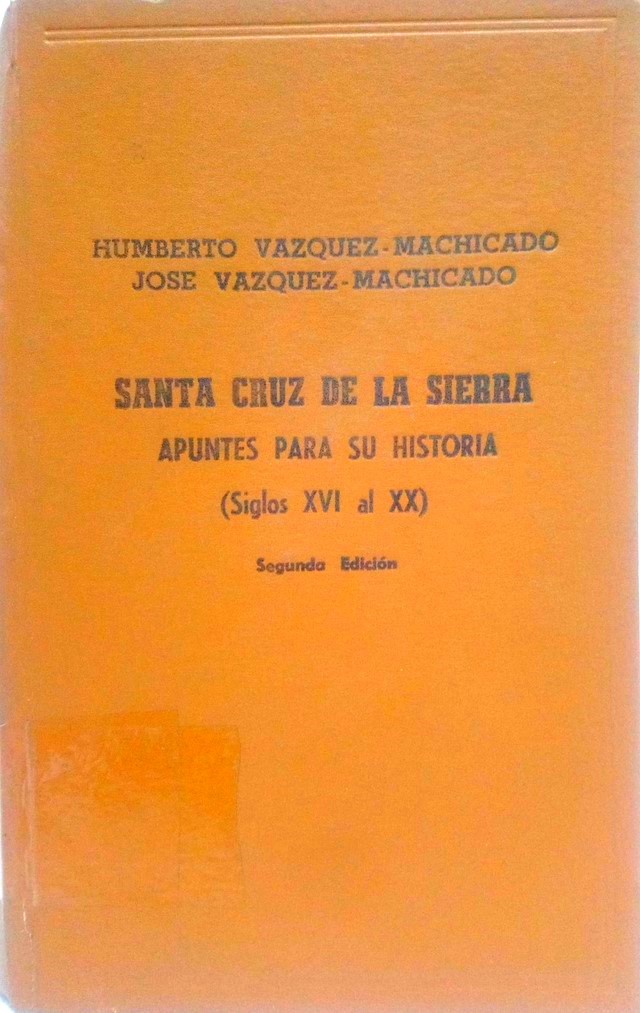 HUMBERTO VAZQUEZ-MACHICADO
JOSE VAZQUEZ-MACHICADO
SANTA CRUZ DE LA SIERRA
APUNTES PARA SU HISTORIA
(Siglos XVI al XX)
Segunda Edición